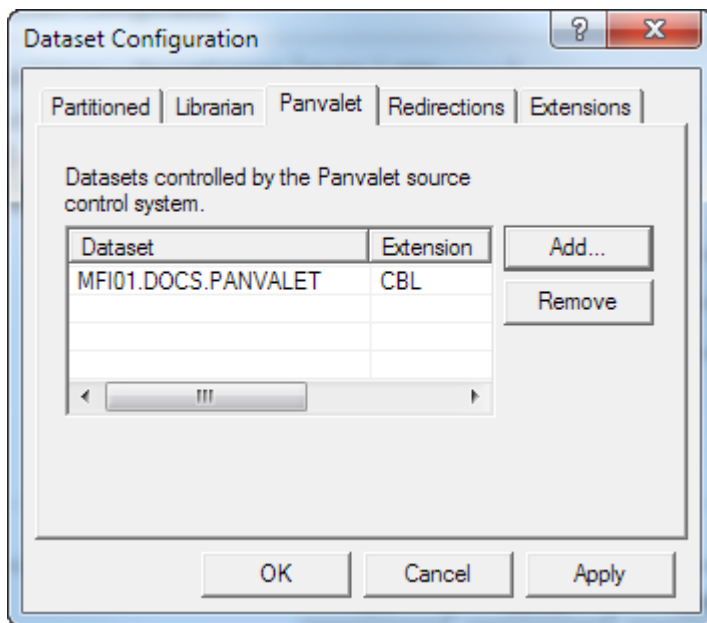 Dataset Configuration
?
Partitioned Librarian Panvalet Redirections Extensions
Datasets controlled by the Panvalet source
control system.
Dataset Extension Add...
MFI01.DOCS.PANVALET CBL
Remove
OK Cancel Apply